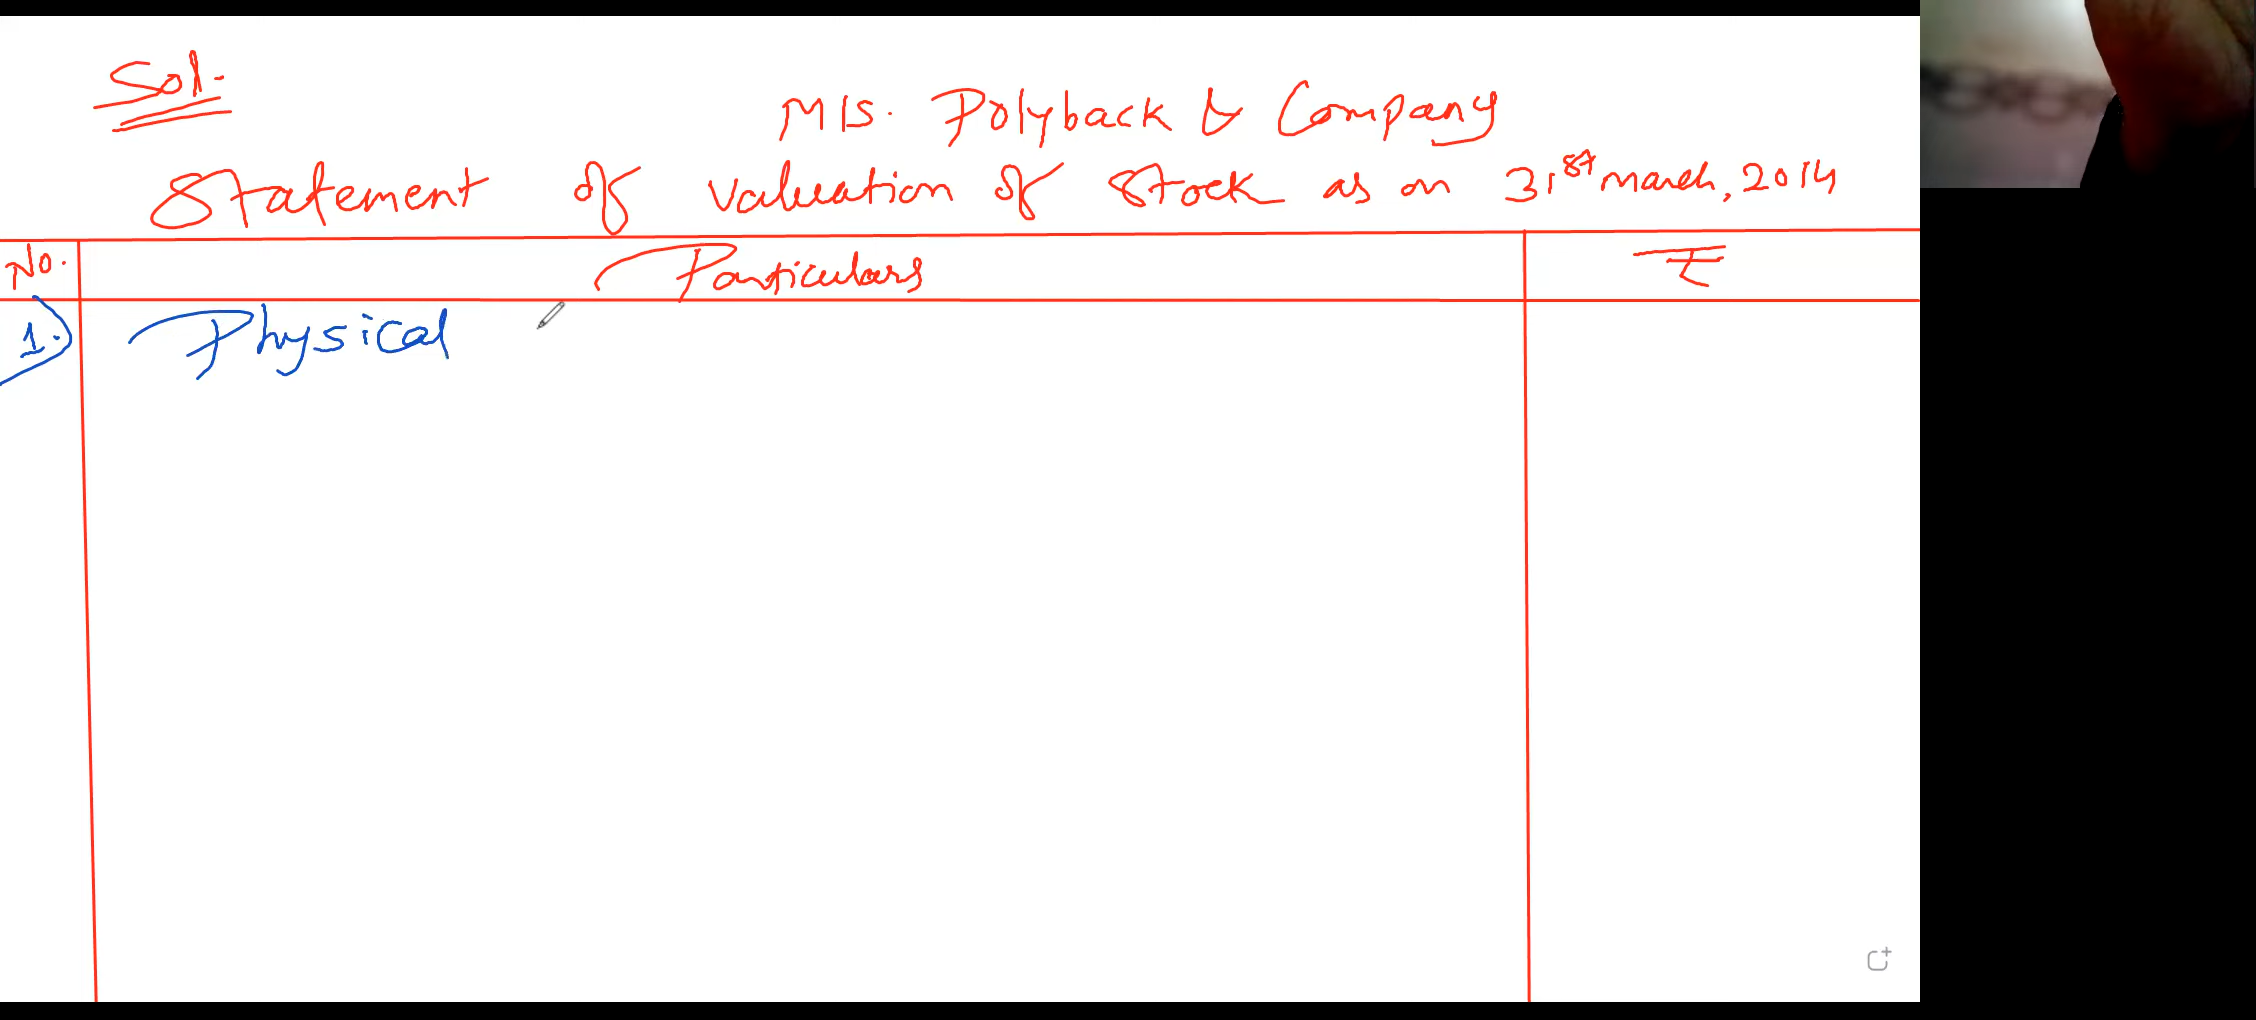 Sol.
M/s. Polyback & Company
Statement of valuation of stock as on 31st march, 2014
No. Particulars ₹
1. Physical